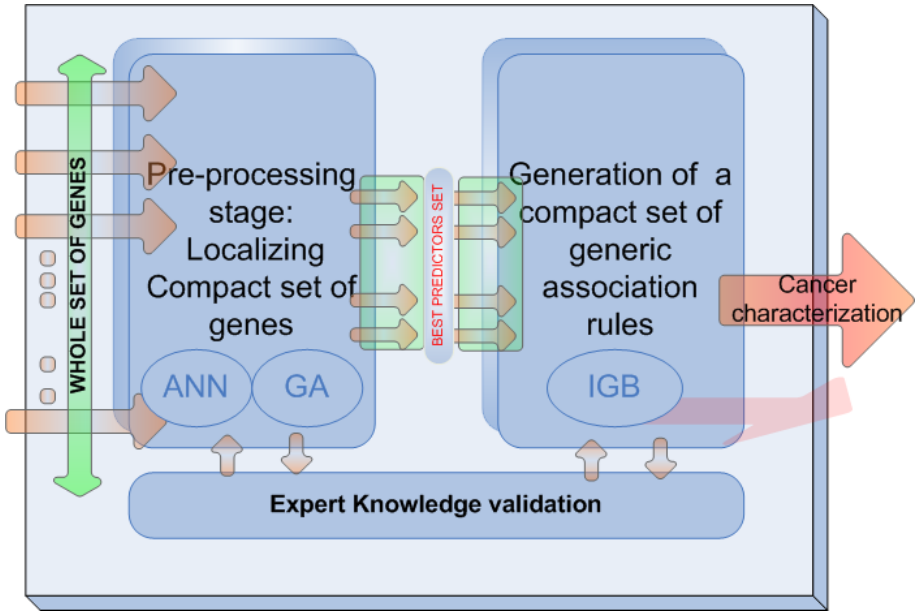 WHOLE SET OF GENES
Pre-processing
stage:
Localizing
Compact set of
genes
ANN
GA
BEST PREDICTORS SET
Generation of a
compact set of
generic
association
rules
IGB
Cancer
characterization
Expert Knowledge validation